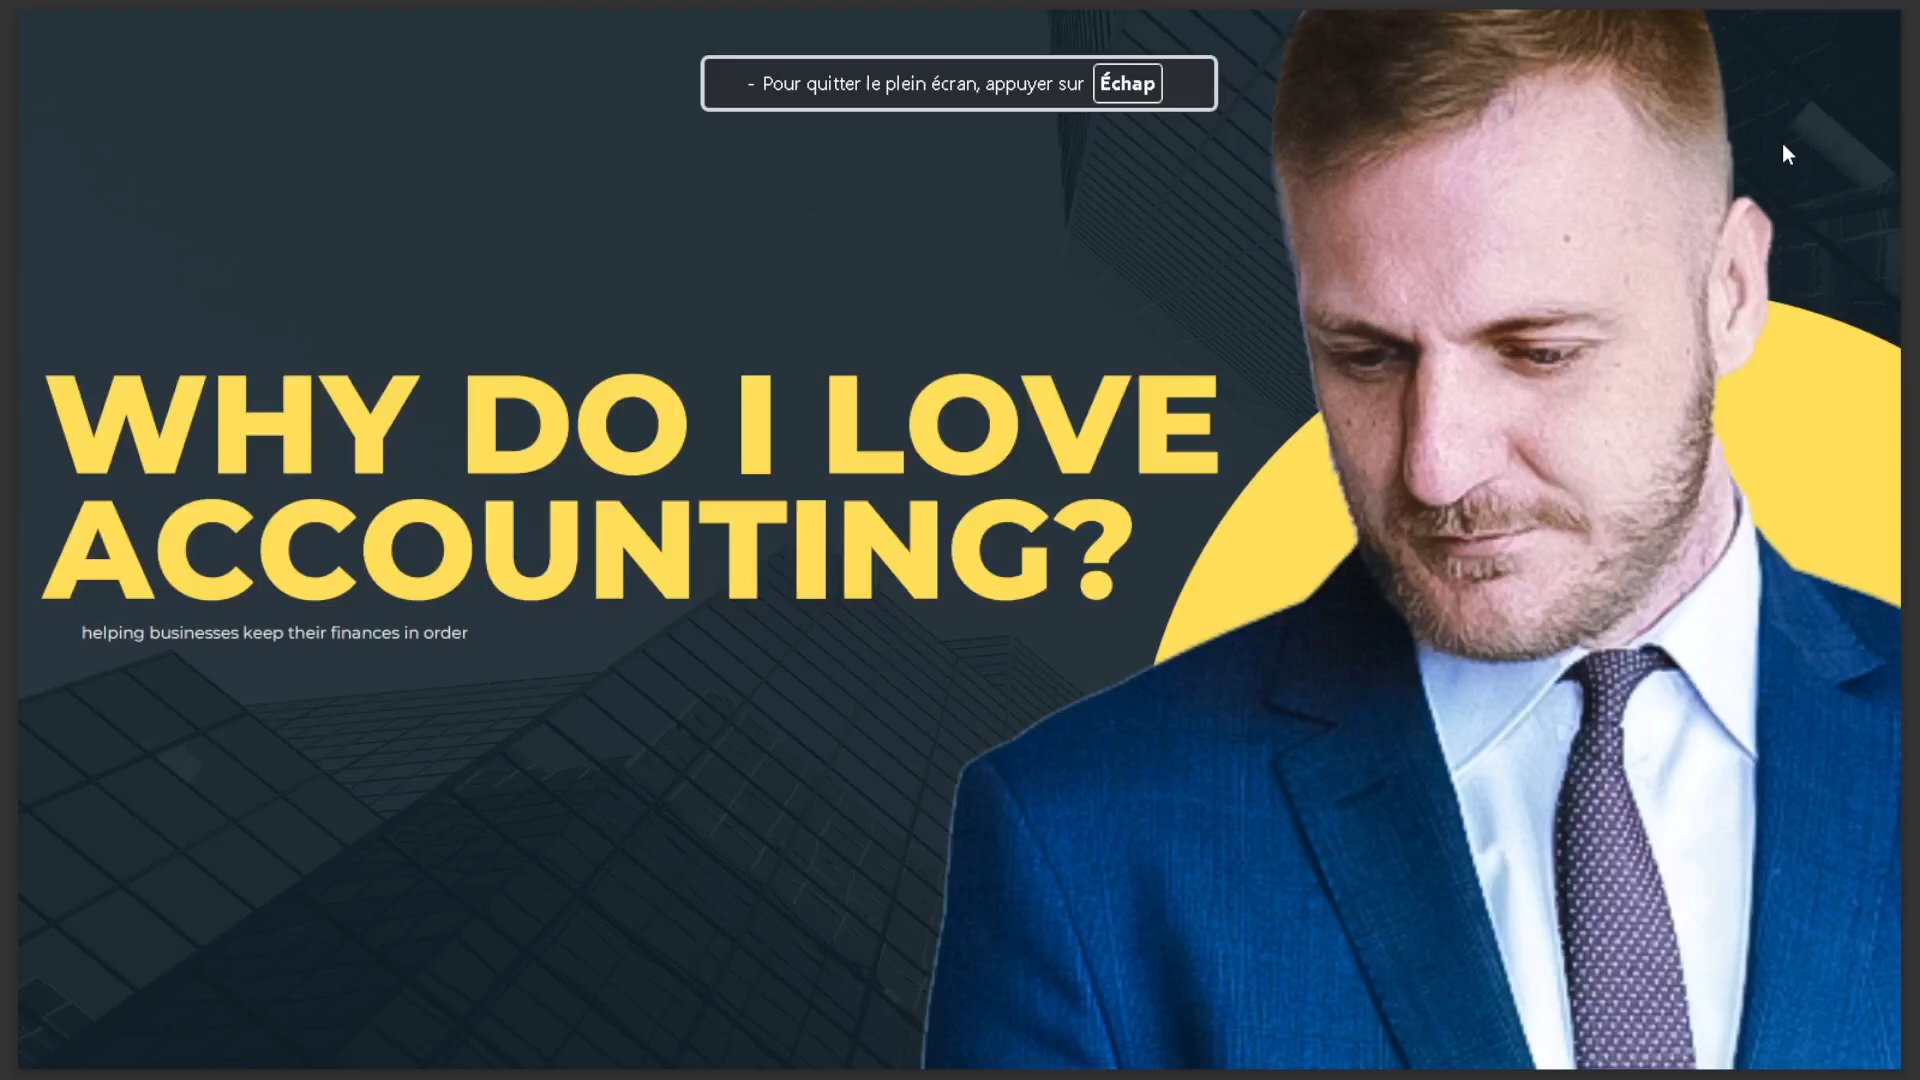 - Pour quitter le plein écran, appuyer sur Échap
WHY DO I LOVE
ACCOUNTING?
helping businesses keep their finances in order